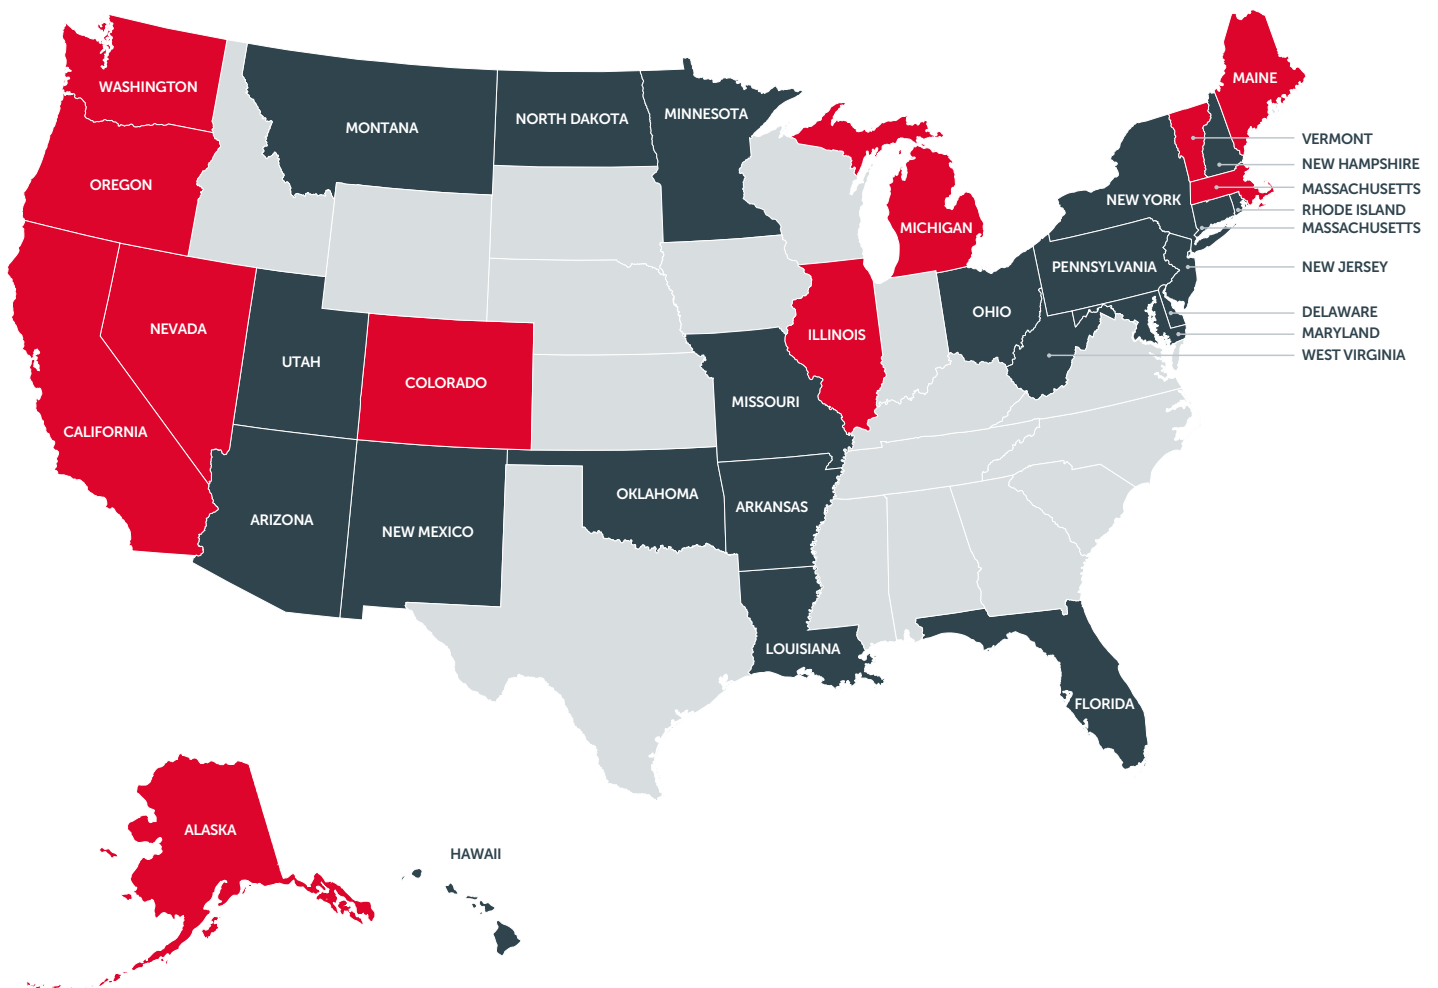 MAINE
WASHINGTON
MONTANA
NORTH DAKOTA
MINNESOTA
VERMONT
NEW HAMPSHIRE
OREGON
MASSACHUSETTS
NEW YORK
RHODE ISLAND
MICHIGAN
MASSACHUSETTS
PENNSYLVANIA
NEW JERSEY
OHIO
DELAWARE
NEVADA
ILLINOIS
MARYLAND
UTAH
WEST VIRGINIA
COLORADO
MISSOURI
CALIFORNIA
OKLAHOMA
ARKANSAS
ARIZONA
NEW MEXICO
LOUISIANA
FLORIDA
ALASKA
HAWAII